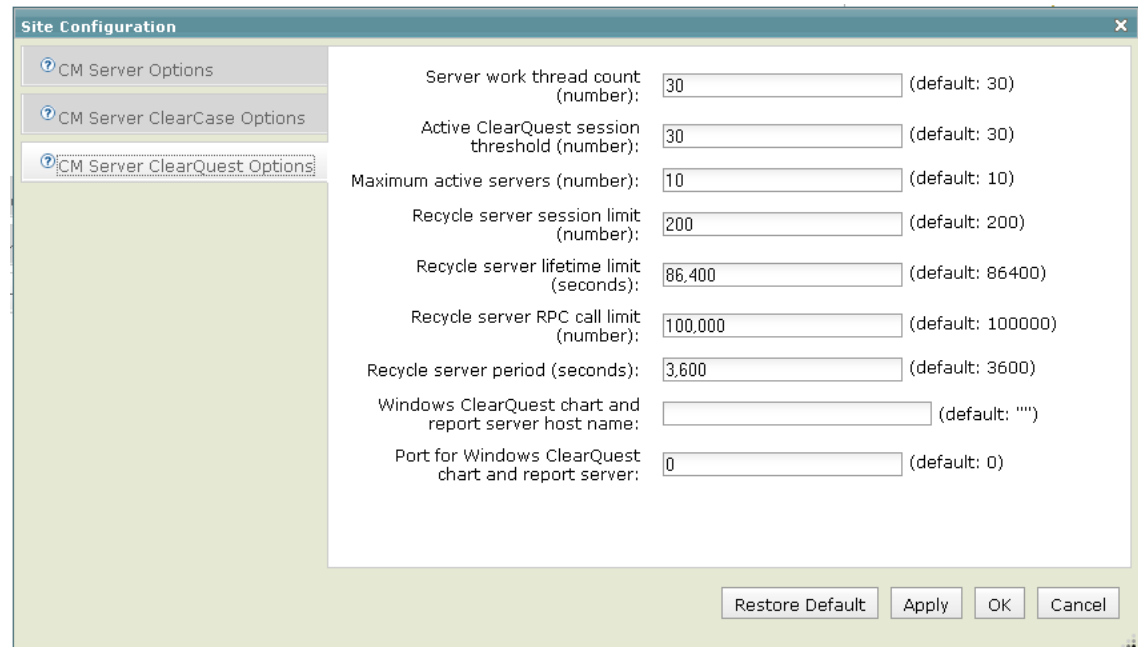 Site Configuration
CM Server Options
CM Server ClearCase Options
CM Server ClearQuest Options
Server work thread count
(number):
30
(default: 30)
Active ClearQuest session
threshold (number):
30
(default: 30)
Maximum active servers (number):
10
(default: 10)
Recycle server session limit
(number):
200
(default: 200)
Recycle server lifetime limit
(seconds):
86,400
(default: 86400)
Recycle server RPC call limit
(number):
100,000
(default: 100000)
Recycle server period (seconds):
3,600
(default: 3600)
Windows ClearQuest chart and
report server host name:
(default: "")
Port for Windows ClearQuest
chart and report server:
0
(default: 0)
Restore Default
Apply
OK
Cancel